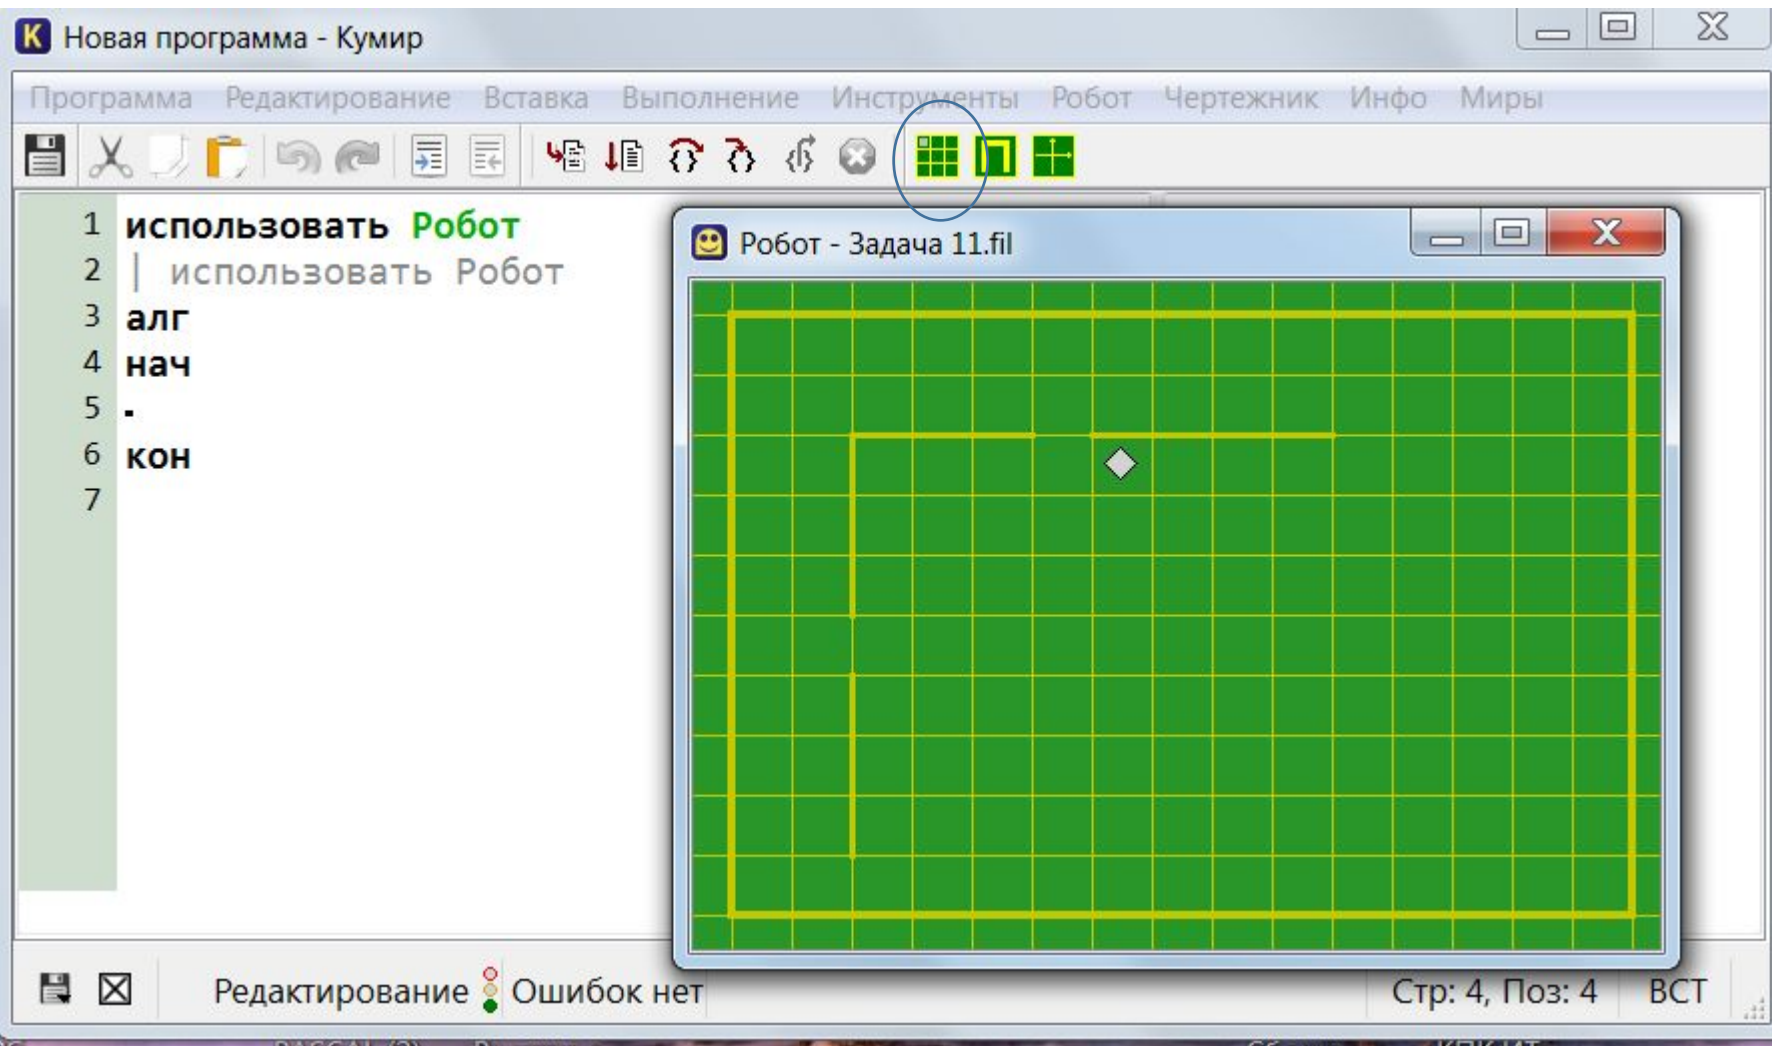 Новая программа - Кумир
Программа Редактирование Вставка Выполнение Инструменты Робот Чертежник Инфо Миры
1 использовать Робот
2 | использовать Робот
3 алг
4 нач
5 .
6 кон
7
Робот - Задача 11.fil
Редактирование Ошибок нет Стр: 4, Поз: 4 ВСТ